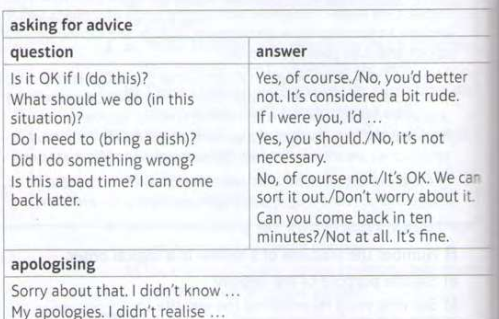 asking for advice
question
answer
Is it OK if I (do this)?
What should we do (in this
situation)?
Do I need to (bring a dish)?
Did I do something wrong?
Is this a bad time? I can come
back later.
Yes, of course./No, you'd better
not. It's considered a bit rude.
If I were you, I'd ...
Yes, you should./No, it's not
necessary.
No, of course not./It's OK. We can
sort it out./Don't worry about it.
Can you come back in ten
minutes?/Not at all. It's fine.
apologising
Sorry about that. I didn't know ...
My apologies. I didn't realise ...